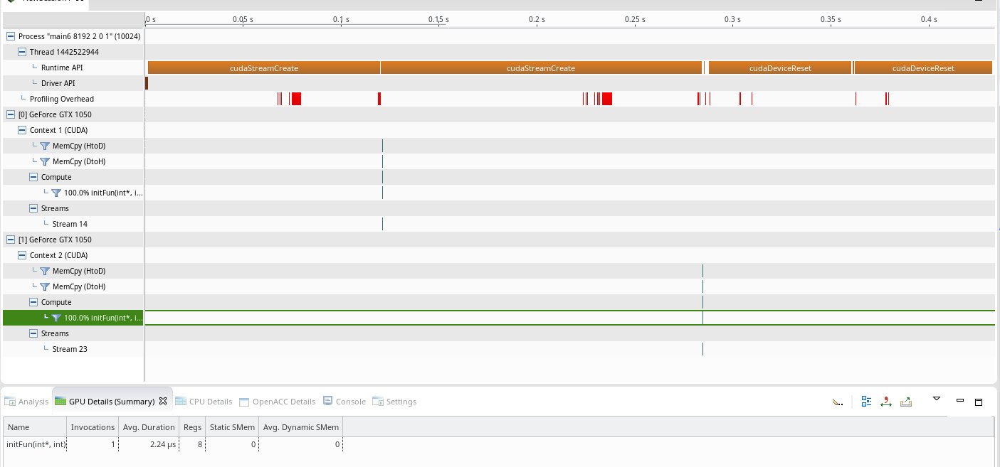 0 s 0.05 s 0.1 s 0.15 s 0.2 s 0.25 s 0.3 s 0.35 s 0.4 s
Process "main6 8192 2 0 1" (10024)
Thread 1442522944
Runtime API cudaStreamCreate cudaStreamCreate cudaDeviceReset cudaDeviceReset
Driver API
Profiling Overhead
[0] GeForce GTX 1050
Context 1 (CUDA)
MemCpy (HtoD)
MemCpy (DtoH)
Compute
100.0% initFun(int*, i...
Streams
Stream 14
[1] GeForce GTX 1050
Context 2 (CUDA)
MemCpy (HtoD)
MemCpy (DtoH)
Compute
100.0% initFun(int*, i...
Streams
Stream 23
Analysis GPU Details (Summary) CPU Details OpenACC Details Console Settings
Name Invocations Avg. Duration Regs Static SMem Avg. Dynamic SMem
initFun(int*, int) 1 2.24 µs 8 0 0